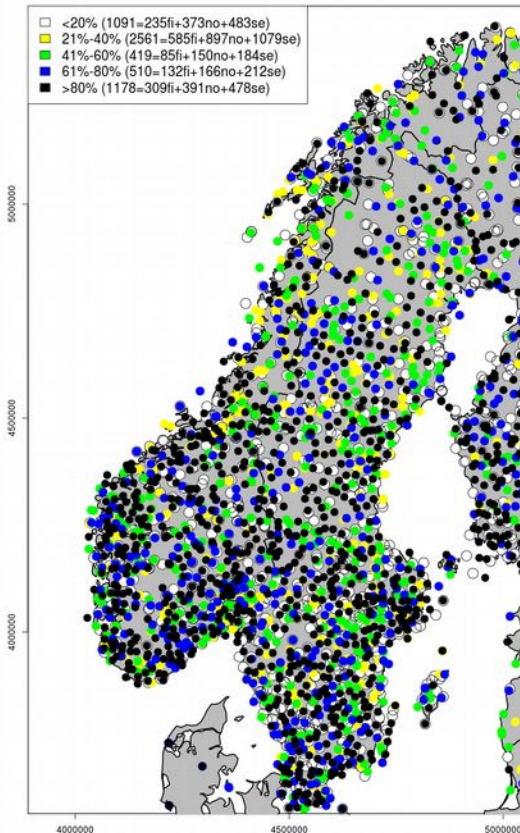 <20% (1091=235fi+373no+483se)
21%-40% (2561=585fi+897no+1079se)
41%-60% (419=85fi+150no+184se)
61%-80% (510=132fi+166no+212se)
>80% (1178=309fi+391no+478se)
5000000
4500000
4000000
4000000 4500000 5000000